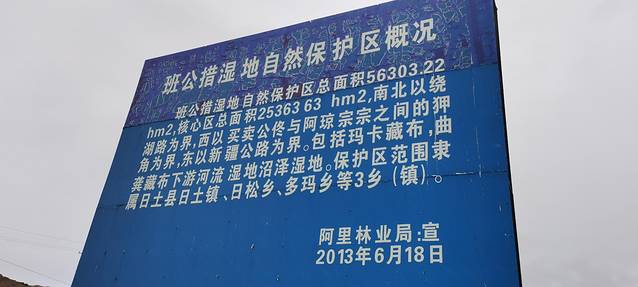 班公措湿地自然保护区概况
班公措湿地自然保护区总面积56303.22
hm2,核心区总面积25363 63 hm2,南北以绕
湖路为界,西以买卖公佟与阿琼宗宗之间的狎
角为界,东以新疆公路为界。包括玛卡藏布,曲
龚藏布下游河流 湿地沼泽湿地。保护区范围隶
属日土县日土镇、日松乡、多玛乡等3乡(镇)。
阿里林业局:宣
2013年6月18日